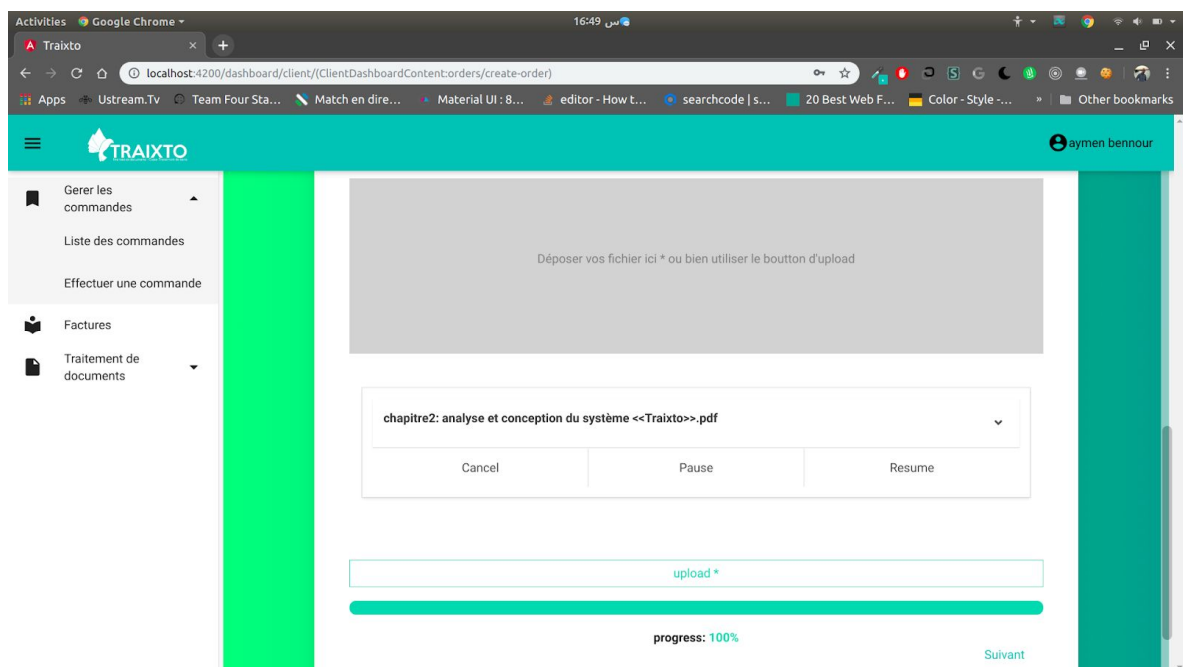 Activities Google Chrome 16:49 س
Traixto
localhost:4200/dashboard/client/(ClientDashboardContent:orders/create-order)
Apps Ustream.Tv Team Four Sta... Match en dire... Material UI : 8... editor - How t... searchcode | s... 20 Best Web F... Color - Style -... » Other bookmarks
TRAIXTO
aymen bennour
Gerer les
commandes
Liste des commandes
Effectuer une commande
Factures
Traitement de
documents
Déposer vos fichier ici * ou bien utiliser le boutton d'upload
chapitre2: analyse et conception du système <<Traixto>>.pdf
Cancel Pause Resume
upload *
progress: 100%
Suivant